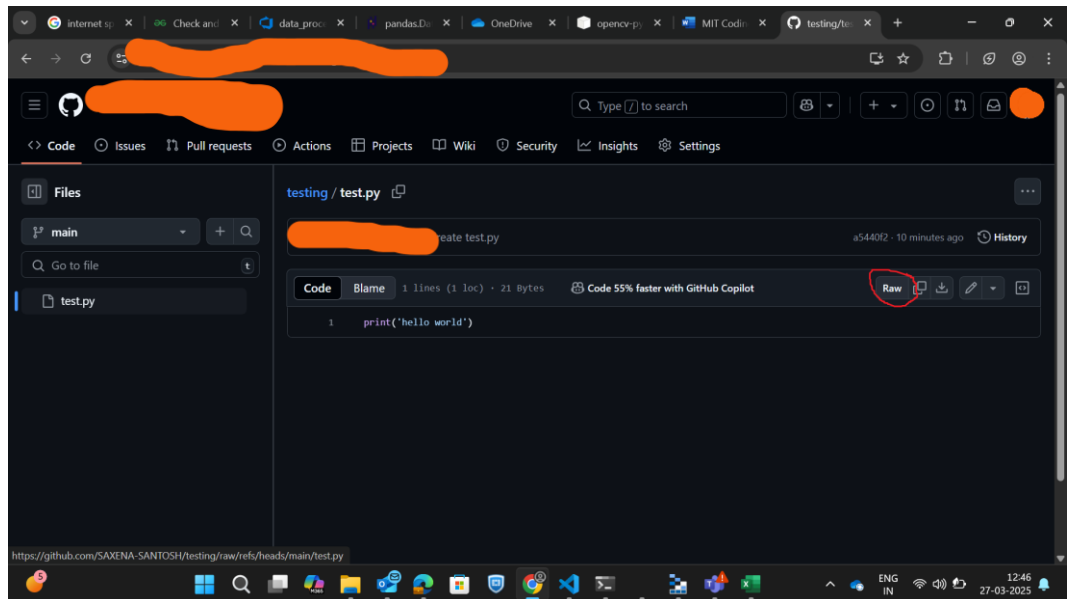 internet sp
Check and
data_proce
pandas.Da
OneDrive
opencv-py
MIT Codin
testing/tes
Type / to search
Code
Issues
Pull requests
Actions
Projects
Wiki
Security
Insights
Settings
Files
testing / test.py
main
reate test.py
a5440f2 · 10 minutes ago
History
Go to file
t
Code
Blame
1 lines (1 loc) · 21 Bytes
Code 55% faster with GitHub Copilot
Raw
test.py
1 print('hello world')
https://github.com/SAXENA-SANTOSH/testing/raw/refs/heads/main/test.py
5
ENG
IN
12:46
27-03-2025